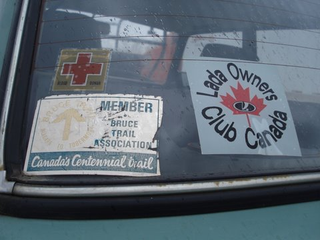 MEMBER
BRUCE
TRAIL
ASSOCIATION
Canada's Centennial trail
Lada Owners
Club Canada